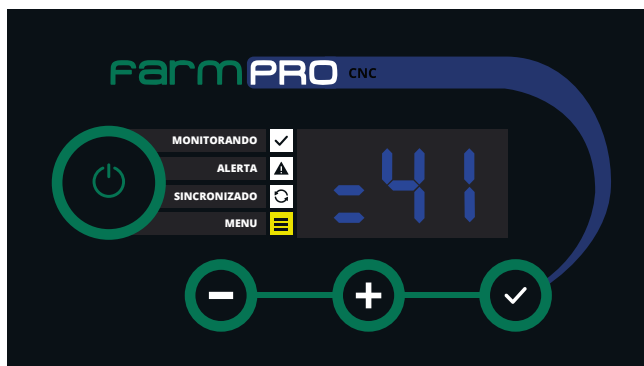 farmPRO CNC
MONITORANDO
ALERTA
SINCRONIZADO
MENU
=41